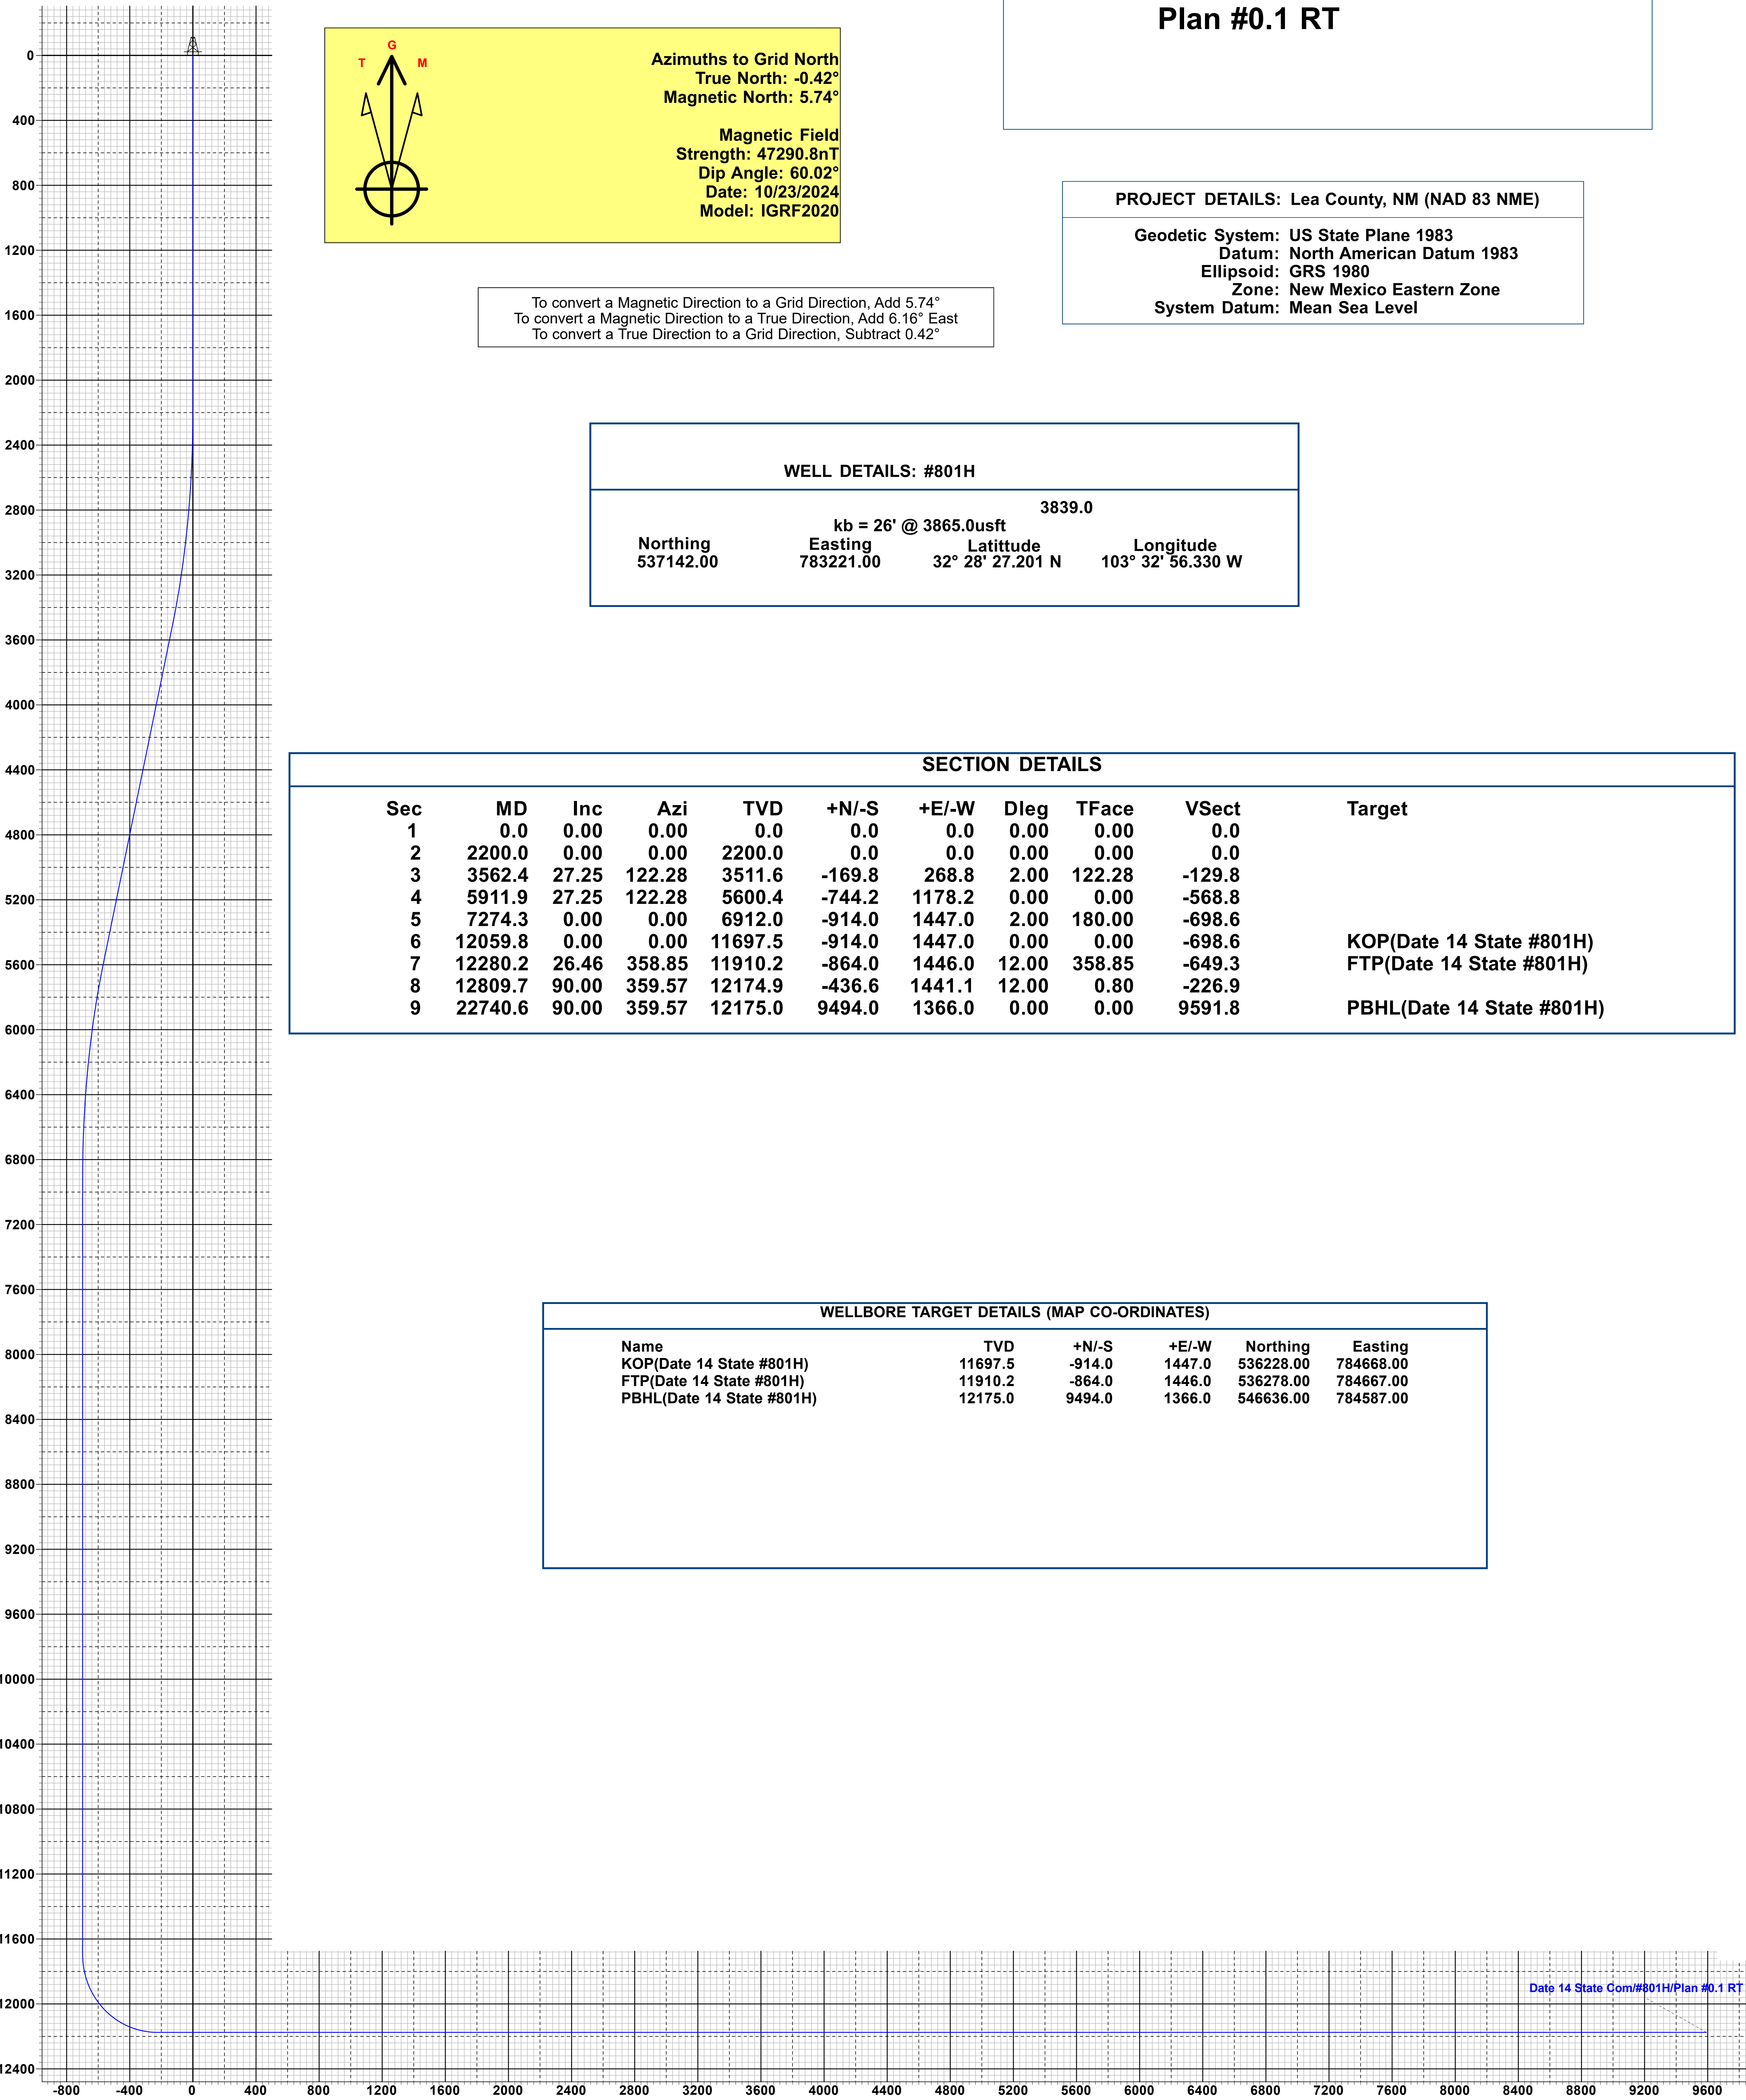 Plan #0.1 RT
G
T M
Azimuths to Grid North
True North: -0.42°
Magnetic North: 5.74°
Magnetic Field
Strength: 47290.8nT
Dip Angle: 60.02°
Date: 10/23/2024
Model: IGRF2020
PROJECT DETAILS: Lea County, NM (NAD 83 NME)
Geodetic System: US State Plane 1983
Datum: North American Datum 1983
Ellipsoid: GRS 1980
Zone: New Mexico Eastern Zone
System Datum: Mean Sea Level
To convert a Magnetic Direction to a Grid Direction, Add 5.74°
To convert a Magnetic Direction to a True Direction, Add 6.16° East
To convert a True Direction to a Grid Direction, Subtract 0.42°
WELL DETAILS: #801H
3839.0
kb = 26' @ 3865.0usft
Northing Easting Latittude Longitude
537142.00 783221.00 32° 28' 27.201 N 103° 32' 56.330 W
SECTION DETAILS
Sec MD Inc Azi TVD +N/-S +E/-W Dleg TFace VSect Target
1 0.0 0.00 0.00 0.0 0.0 0.0 0.00 0.00 0.0
2 2200.0 0.00 0.00 2200.0 0.0 0.0 0.00 0.00 0.0
3 3562.4 27.25 122.28 3511.6 -169.8 268.8 2.00 122.28 -129.8
4 5911.9 27.25 122.28 5600.4 -744.2 1178.2 0.00 0.00 -568.8
5 7274.3 0.00 0.00 6912.0 -914.0 1447.0 2.00 180.00 -698.6
6 12059.8 0.00 0.00 11697.5 -914.0 1447.0 0.00 0.00 -698.6 KOP(Date 14 State #801H)
7 12280.2 26.46 358.85 11910.2 -864.0 1446.0 12.00 358.85 -649.3 FTP(Date 14 State #801H)
8 12809.7 90.00 359.57 12174.9 -436.6 1441.1 12.00 0.80 -226.9
9 22740.6 90.00 359.57 12175.0 9494.0 1366.0 0.00 0.00 9591.8 PBHL(Date 14 State #801H)
WELLBORE TARGET DETAILS (MAP CO-ORDINATES)
Name TVD +N/-S +E/-W Northing Easting
KOP(Date 14 State #801H) 11697.5 -914.0 1447.0 536228.00 784668.00
FTP(Date 14 State #801H) 11910.2 -864.0 1446.0 536278.00 784667.00
PBHL(Date 14 State #801H) 12175.0 9494.0 1366.0 546636.00 784587.00
0
400
800
1200
1600
2000
2400
2800
3200
3600
4000
4400
4800
5200
5600
6000
6400
6800
7200
7600
8000
8400
8800
9200
9600
10000
10400
10800
11200
11600
12000
12400
Date 14 State Com/#801H/Plan #0.1 RT
-800 -400 0 400 800 1200 1600 2000 2400 2800 3200 3600 4000 4400 4800 5200 5600 6000 6400 6800 7200 7600 8000 8400 8800 9200 9600